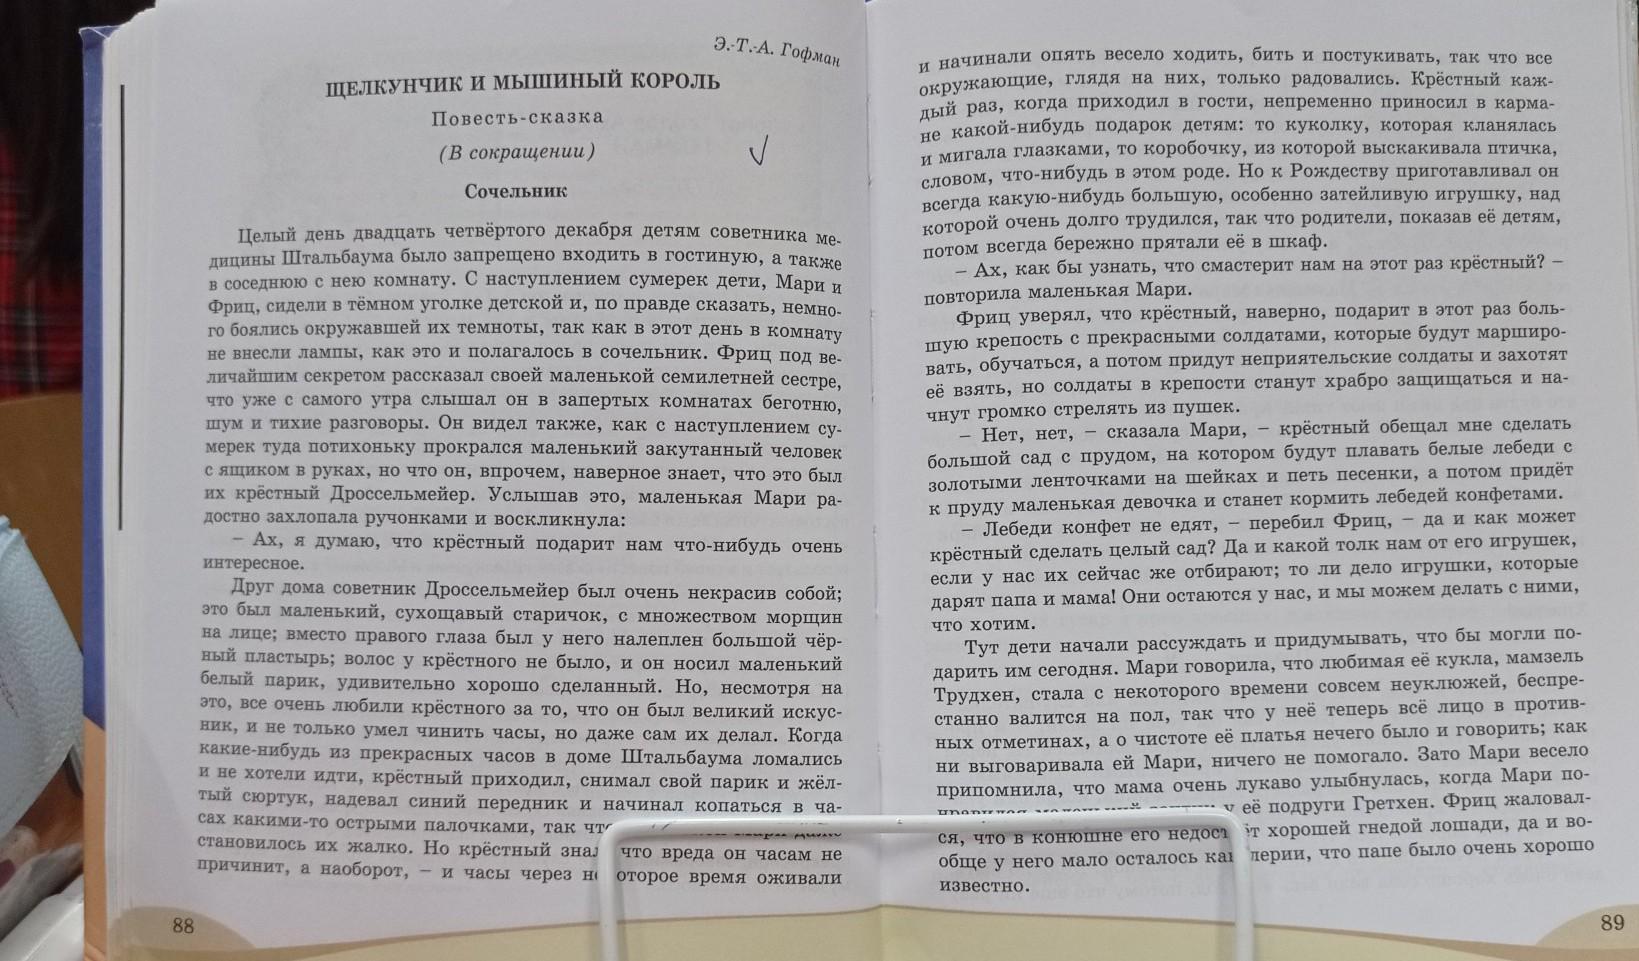 Э.-Т.-А. Гофман
ЩЕЛКУНЧИК И МЫШИНЫЙ КОРОЛЬ
Повесть-сказка
(В сокращении)
Сочельник
Целый день двадцать четвёртого декабря детям советника ме-
дицины Штальбаума было запрещено входить в гостиную, а также
в соседнюю с нею комнату. С наступлением сумерек дети, Мари и
Фриц, сидели в тёмном уголке детской и, по правде сказать, немно-
го боялись окружавшей их темноты, так как в этот день в комнату
не внесли лампы, как это и полагалось в сочельник. Фриц под ве-
личайшим секретом рассказал своей маленькой семилетней сестре,
что уже с самого утра слышал он в запертых комнатах беготню,
шум и тихие разговоры. Он видел также, как с наступлением су-
мерек туда потихоньку прокрался маленький закутанный человек
с ящиком в руках, но что он, впрочем, наверное знает, что это был
их крёстный Дроссельмейер. Услышав это, маленькая Мари ра-
достно захлопала ручонками и воскликнула:
– Ах, я думаю, что крёстный подарит нам что-нибудь очень
интересное.
Друг дома советник Дроссельмейер был очень некрасив собой;
это был маленький, сухощавый старичок, с множеством морщин
на лице; вместо правого глаза был у него налеплен большой чёр-
ный пластырь; волос у крёстного не было, и он носил маленький
белый парик, удивительно хорошо сделанный. Но, несмотря на
это, все очень любили крёстного за то, что он был великий искус-
ник, и не только умел чинить часы, но даже сам их делал. Когда
какие-нибудь из прекрасных часов в доме Штальбаума ломались
и не хотели идти, крёстный приходил, снимал свой парик и жёл-
тый сюртук, надевал синий передник и начинал копаться в ча-
сах какими-то острыми палочками, так что Мари даже
становилось их жалко. Но крёстный знал, что вреда он часам не
причинит, а наоборот, – и часы через некоторое время оживали
88
и начинали опять весело ходить, бить и постукивать, так что все
окружающие, глядя на них, только радовались. Крёстный каж-
дый раз, когда приходил в гости, непременно приносил в карма-
не какой-нибудь подарок детям: то куколку, которая кланялась
и мигала глазками, то коробочку, из которой выскакивала птичка,
словом, что-нибудь в этом роде. Но к Рождеству приготавливал он
всегда какую-нибудь большую, особенно затейливую игрушку, над
которой очень долго трудился, так что родители, показав её детям,
потом всегда бережно прятали её в шкаф.
– Ах, как бы узнать, что смастерит нам на этот раз крёстный? –
повторила маленькая Мари.
Фриц уверял, что крёстный, наверно, подарит в этот раз боль-
шую крепость с прекрасными солдатами, которые будут марширо-
вать, обучаться, а потом придут неприятельские солдаты и захотят
её взять, но солдаты в крепости станут храбро защищаться и на-
чнут громко стрелять из пушек.
– Нет, нет, – сказала Мари, – крёстный обещал мне сделать
большой сад с прудом, на котором будут плавать белые лебеди с
золотыми ленточками на шейках и петь песенки, а потом придёт
к пруду маленькая девочка и станет кормить лебедей конфетами.
– Лебеди конфет не едят, – перебил Фриц, – да и как может
крёстный сделать целый сад? Да и какой толк нам от его игрушек,
если у нас их сейчас же отбирают; то ли дело игрушки, которые
дарят папа и мама! Они остаются у нас, и мы можем делать с ними,
что хотим.
Тут дети начали рассуждать и придумывать, что бы могли по-
дарить им сегодня. Мари говорила, что любимая её кукла, мамзель
Трудхен, стала с некоторого времени совсем неуклюжей, беспре-
станно валится на пол, так что у неё теперь всё лицо в против-
ных отметинах, а о чистоте её платья нечего было и говорить; как
ни выговаривала ей Мари, ничего не помогало. Зато Мари весело
припомнила, что мама очень лукаво улыбнулась, когда Мари по-
нравился маленький зонтик у её подруги Гретхен. Фриц жаловал-
ся, что в конюшне его недостаёт хорошей гнедой лошади, да и во-
обще у него мало осталось кавалерии, что папе было очень хорошо
известно.
89